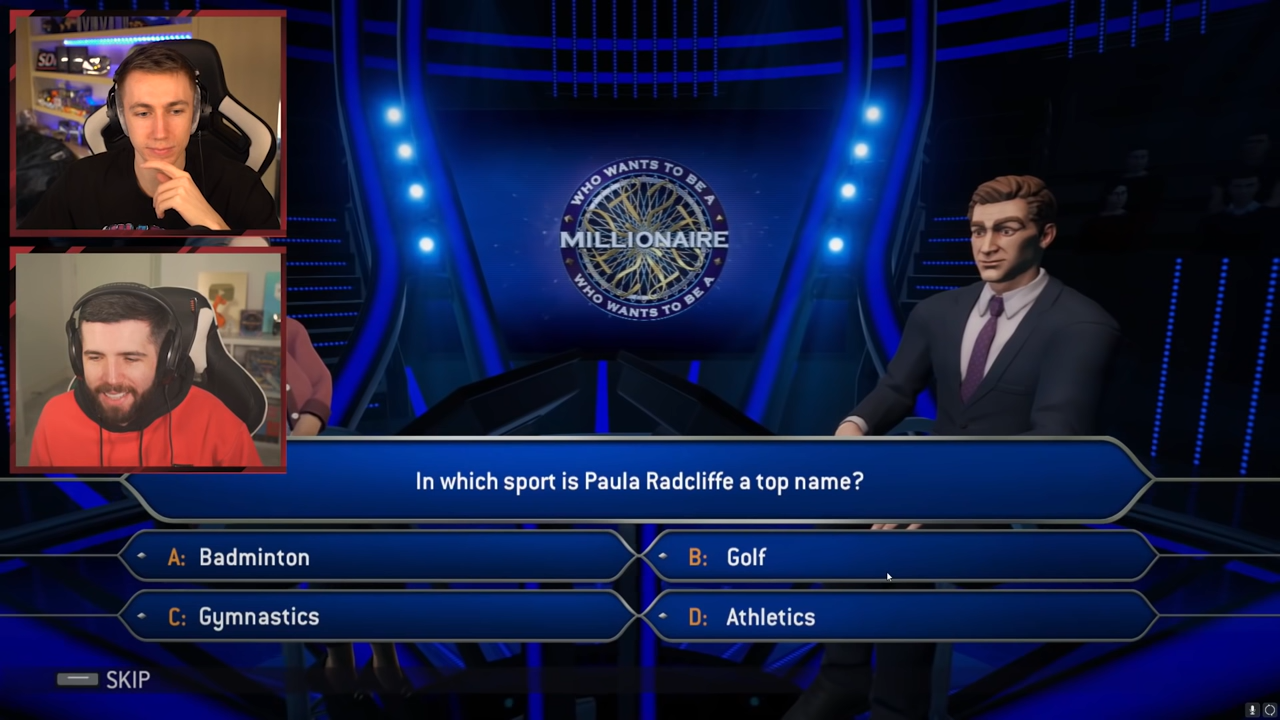 WHO WANTS TO BE A
MILLIONAIRE
WHO WANTS TO BE A
In which sport is Paula Radcliffe a top name?
A: Badminton
B: Golf
C: Gymnastics
D: Athletics
SKIP